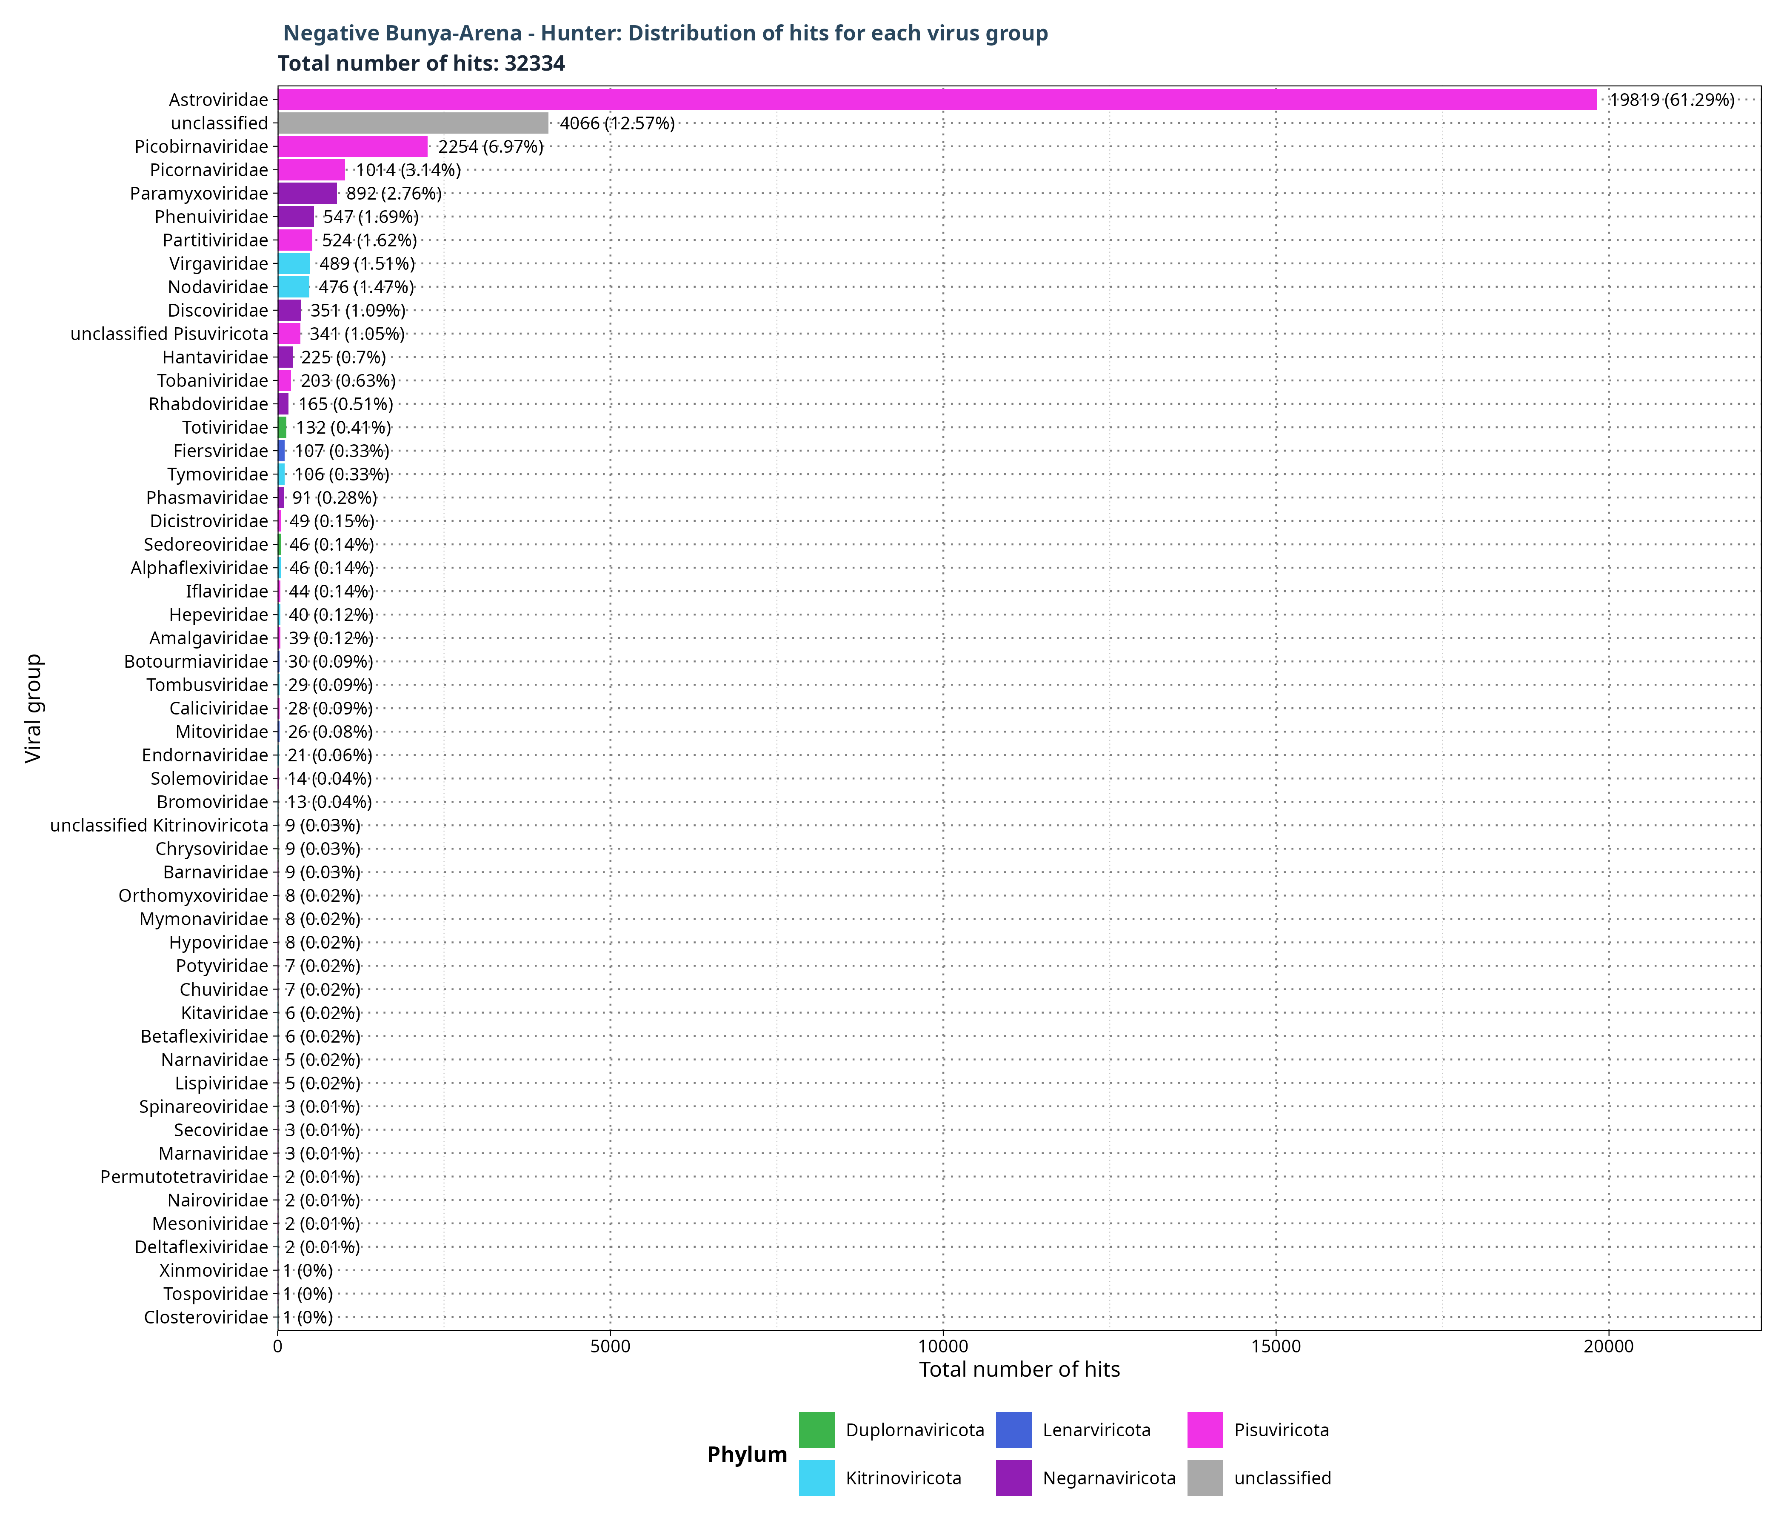 Negative Bunya-Arena - Hunter: Distribution of hits for each virus group
Total number of hits: 32334
Viral group
Astroviridae 19819 (61.29%)
unclassified 4066 (12.57%)
Picobirnaviridae 2254 (6.97%)
Picornaviridae 1014 (3.14%)
Paramyxoviridae 892 (2.76%)
Phenuiviridae 547 (1.69%)
Partitiviridae 524 (1.62%)
Virgaviridae 489 (1.51%)
Nodaviridae 476 (1.47%)
Discoviridae 351 (1.09%)
unclassified Pisuviricota 341 (1.05%)
Hantaviridae 225 (0.7%)
Tobaniviridae 203 (0.63%)
Rhabdoviridae 165 (0.51%)
Totiviridae 132 (0.41%)
Fiersviridae 107 (0.33%)
Tymoviridae 106 (0.33%)
Phasmaviridae 91 (0.28%)
Dicistroviridae 49 (0.15%)
Sedoreoviridae 46 (0.14%)
Alphaflexiviridae 46 (0.14%)
Iflaviridae 44 (0.14%)
Hepeviridae 40 (0.12%)
Amalgaviridae 39 (0.12%)
Botourmiaviridae 30 (0.09%)
Tombusviridae 29 (0.09%)
Caliciviridae 28 (0.09%)
Mitoviridae 26 (0.08%)
Endornaviridae 21 (0.06%)
Solemoviridae 14 (0.04%)
Bromoviridae 13 (0.04%)
unclassified Kitrinoviricota 9 (0.03%)
Chrysoviridae 9 (0.03%)
Barnaviridae 9 (0.03%)
Orthomyxoviridae 8 (0.02%)
Mymonaviridae 8 (0.02%)
Hypoviridae 8 (0.02%)
Potyviridae 7 (0.02%)
Chuviridae 7 (0.02%)
Kitaviridae 6 (0.02%)
Betaflexiviridae 6 (0.02%)
Narnaviridae 5 (0.02%)
Lispiviridae 5 (0.02%)
Spinareoviridae 3 (0.01%)
Secoviridae 3 (0.01%)
Marnaviridae 3 (0.01%)
Permutotetraviridae 2 (0.01%)
Nairoviridae 2 (0.01%)
Mesoniviridae 2 (0.01%)
Deltaflexiviridae 2 (0.01%)
Xinmoviridae 1 (0%)
Tospoviridae 1 (0%)
Closteroviridae 1 (0%)
0 5000 10000 15000 20000
Total number of hits
Phylum
Duplornaviricota Lenarviricota Pisuviricota
Kitrinoviricota Negarnaviricota unclassified